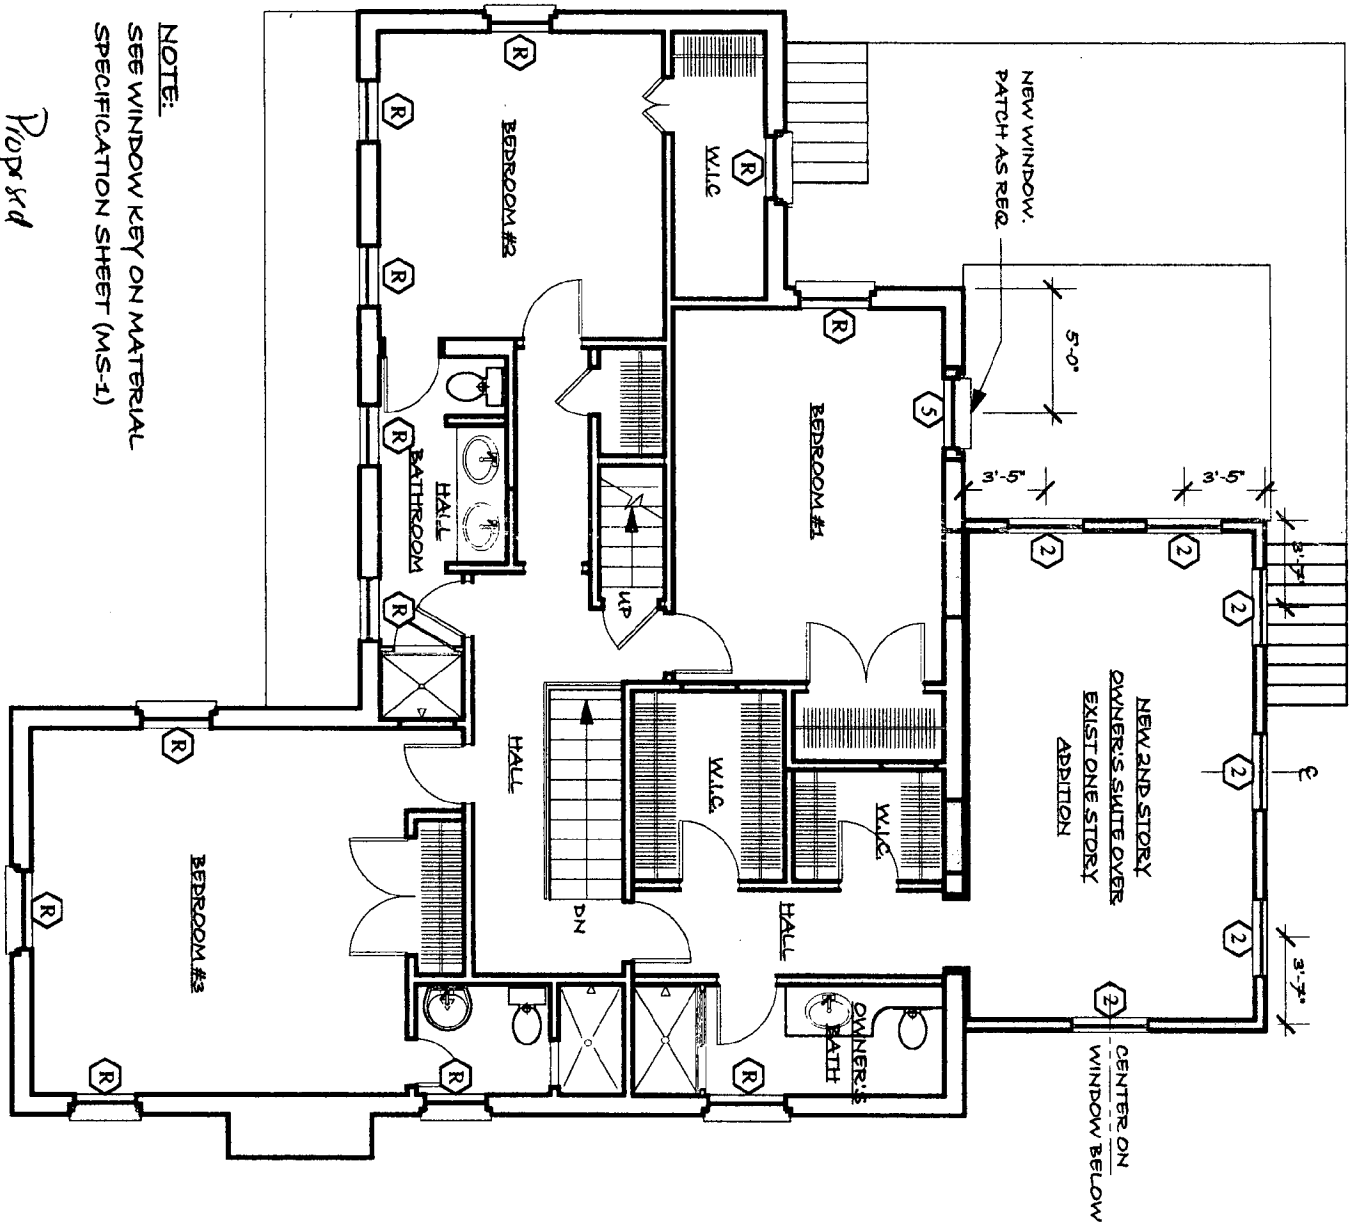 NEW WINDOW.
PATCH AS REQ
5'-0"
3'-5"
3'-5"
3'-7"
3'-7"
CENTER ON
WINDOW BELOW
NEW 2ND STORY
OWNER'S SUITE OVER
EXIST ONE STORY
ADDITION
2
2
2
2
2
2
5
BEDROOM #1
R
W.I.C
R
BEDROOM #2
R
R
R
UP
HALL
BATHROOM
R
R
HALL
DN
W.I.C.
W.I.C.
HALL
OWNER'S
BATH
R
R
BEDROOM #3
R
R
R
NOTE:
SEE WINDOW KEY ON MATERIAL
SPECIFICATION SHEET (MS-1)
Proposed